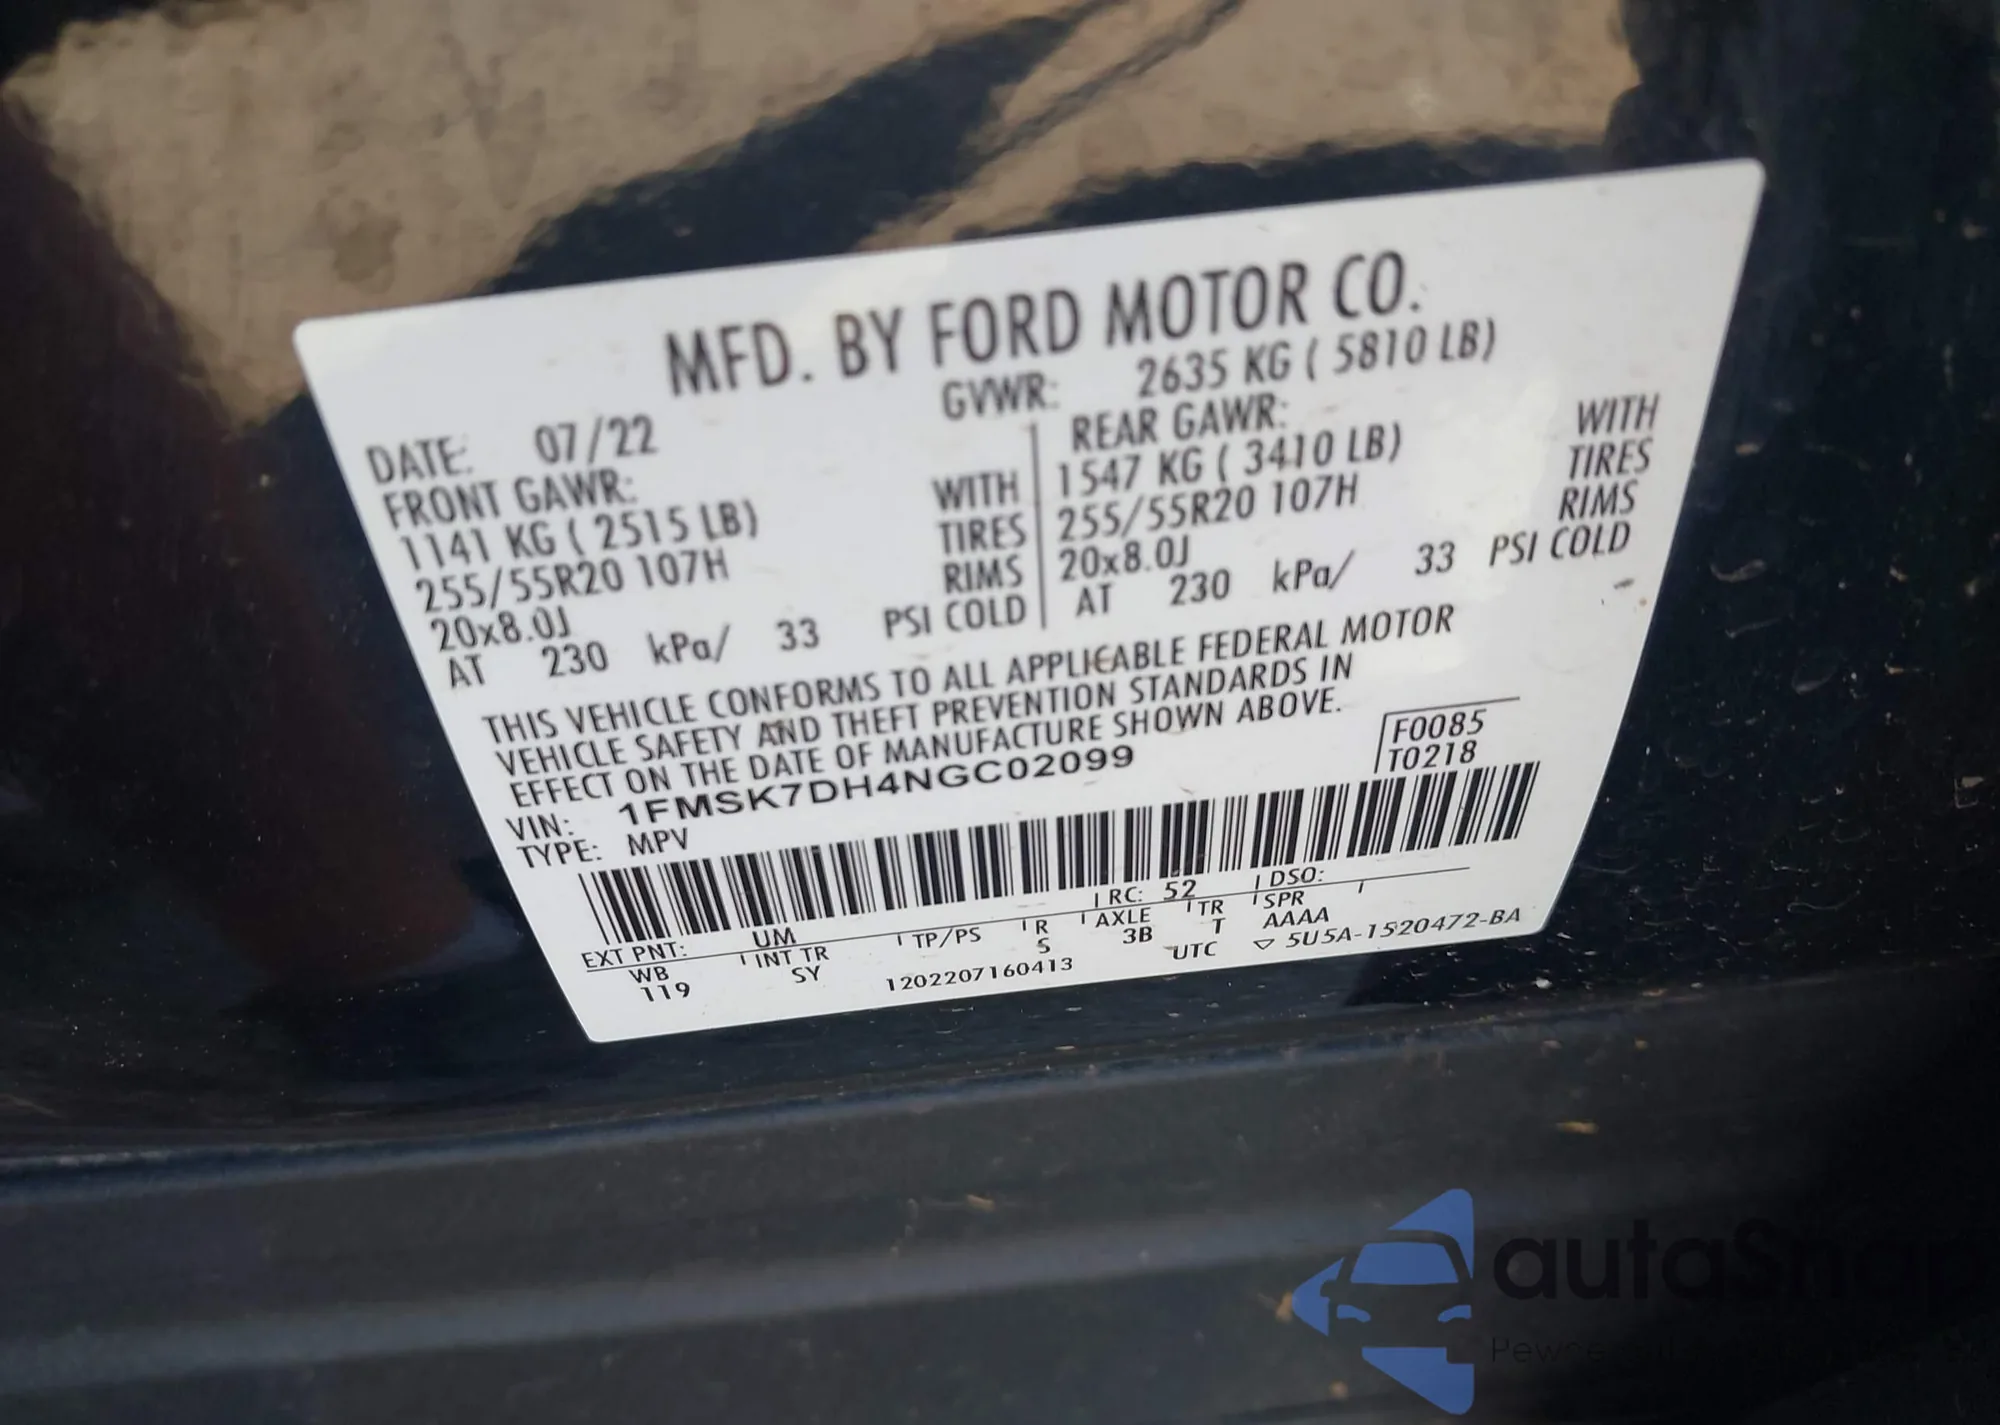 MFD. BY FORD MOTOR CO.
DATE: 07/22 GVWR: 2635 KG ( 5810 LB)
FRONT GAWR: REAR GAWR:
1141 KG ( 2515 LB) WITH 1547 KG ( 3410 LB) WITH
255/55R20 107H TIRES 255/55R20 107H TIRES
20x8.0J RIMS 20x8.0J RIMS
AT 230 kPa/ 33 PSI COLD AT 230 kPa/ 33 PSI COLD
THIS VEHICLE CONFORMS TO ALL APPLICABLE FEDERAL MOTOR
VEHICLE SAFETY AND THEFT PREVENTION STANDARDS IN
EFFECT ON THE DATE OF MANUFACTURE SHOWN ABOVE.
VIN: 1FMSK7DH4NGC02099 F0085
TYPE: MPV T0218
EXT PNT: UM RC: 52 DSO:
WB INT TR TP/PS R AXLE TR SPR
119 SY S 3B T AAAA
1202207160413 UTC ▽ 5U5A-1520472-BA
autaSnap